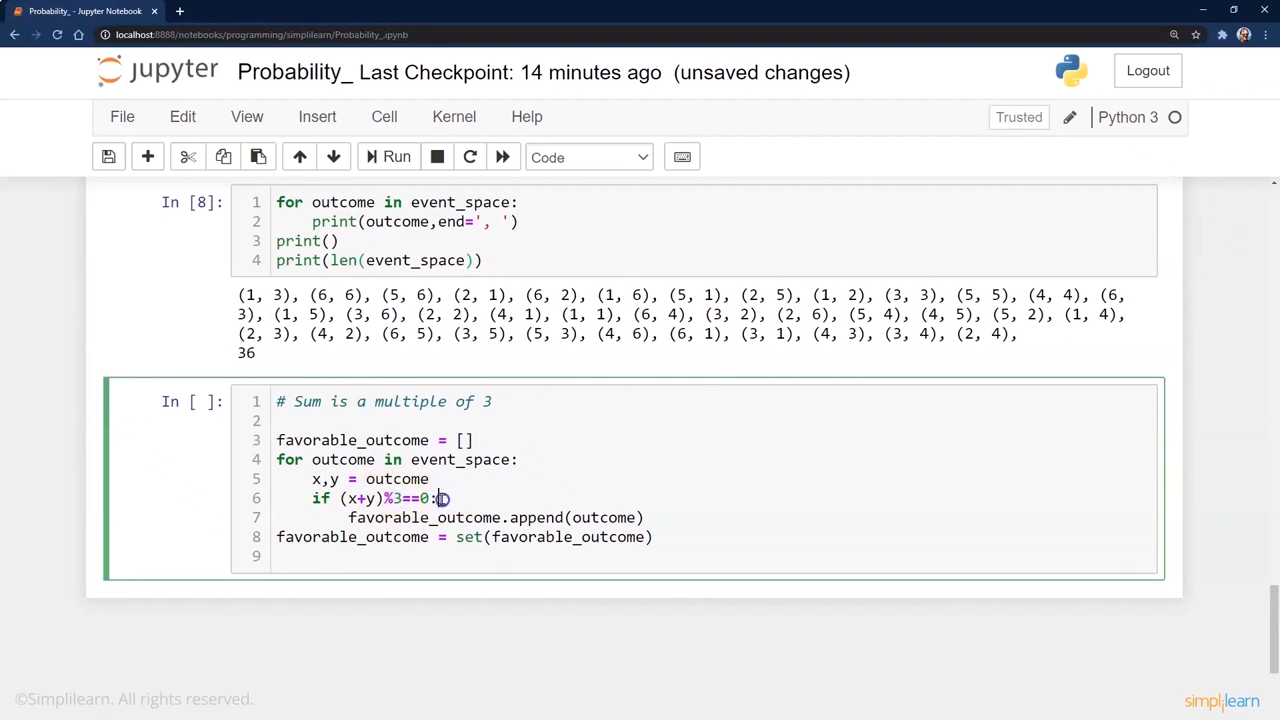 Probability_ - Jupyter Notebook
localhost:8888/notebooks/programming/simplilearn/Probability_.ipynb
jupyter Probability_ Last Checkpoint: 14 minutes ago (unsaved changes) Logout
File Edit View Insert Cell Kernel Help Trusted Python 3
Run Code
In [8]: 1 for outcome in event_space:
2 print(outcome,end=', ')
3 print()
4 print(len(event_space))
(1, 3), (6, 6), (5, 6), (2, 1), (6, 2), (1, 6), (5, 1), (2, 5), (1, 2), (3, 3), (5, 5), (4, 4), (6,
3), (1, 5), (3, 6), (2, 2), (4, 1), (1, 1), (6, 4), (3, 2), (2, 6), (5, 4), (4, 5), (5, 2), (1, 4),
(2, 3), (4, 2), (6, 5), (3, 5), (5, 3), (4, 6), (6, 1), (3, 1), (4, 3), (3, 4), (2, 4),
36
In [ ]: 1 # Sum is a multiple of 3
2
3 favorable_outcome = []
4 for outcome in event_space:
5 x,y = outcome
6 if (x+y)%3==0:
7 favorable_outcome.append(outcome)
8 favorable_outcome = set(favorable_outcome)
9
©Simplilearn. All rights reserved. simplilearn